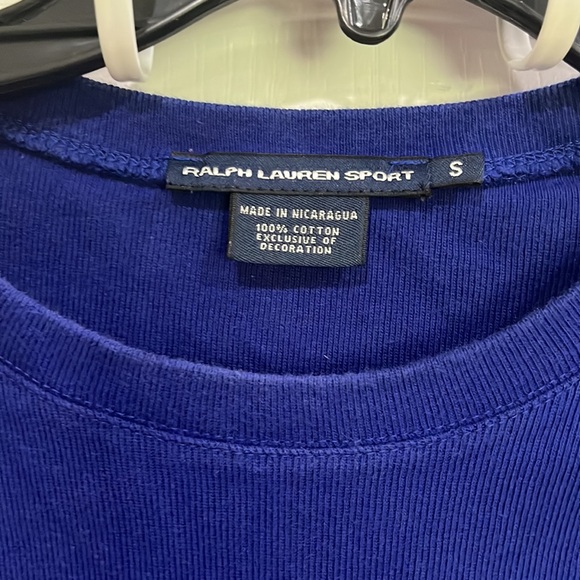 RALPH LAUREN SPORT S
MADE IN NICARAGUA
100% COTTON
EXCLUSIVE OF
DECORATION